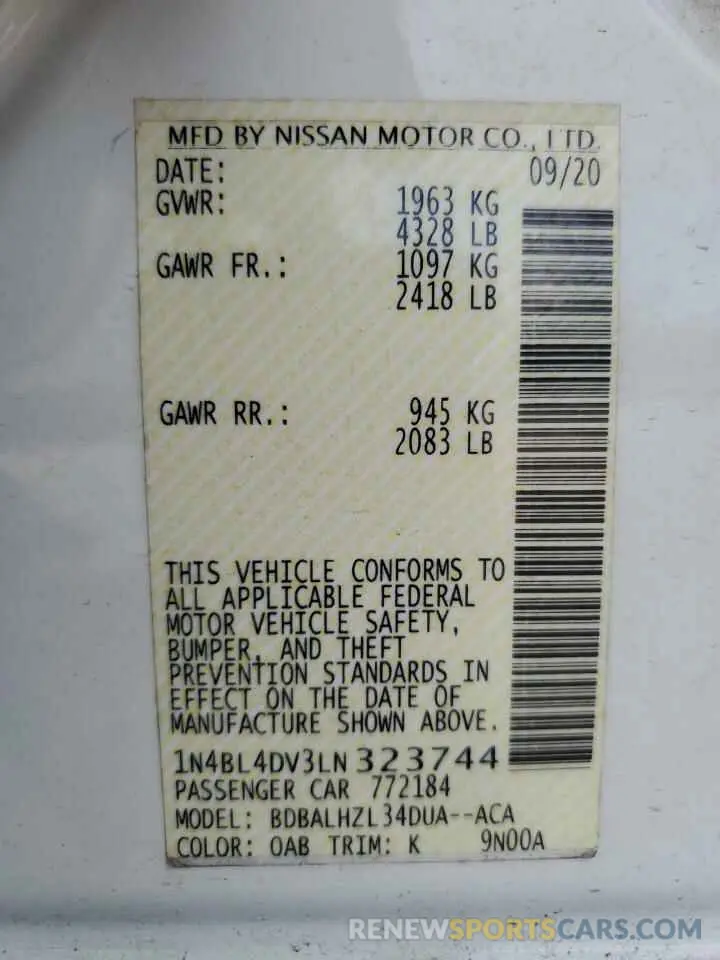 MFD BY NISSAN MOTOR CO., LTD.
DATE: 09/20
GVWR: 1963 KG
4328 LB
GAWR FR.: 1097 KG
2418 LB
GAWR RR.: 945 KG
2083 LB
THIS VEHICLE CONFORMS TO
ALL APPLICABLE FEDERAL
MOTOR VEHICLE SAFETY,
BUMPER, AND THEFT
PREVENTION STANDARDS IN
EFFECT ON THE DATE OF
MANUFACTURE SHOWN ABOVE.
1N4BL4DV3LN323744
PASSENGER CAR 772184
MODEL: BDBALHZL34DUA--ACA
COLOR: OAB TRIM: K 9N00A
RENEWSPORTSCARS.COM